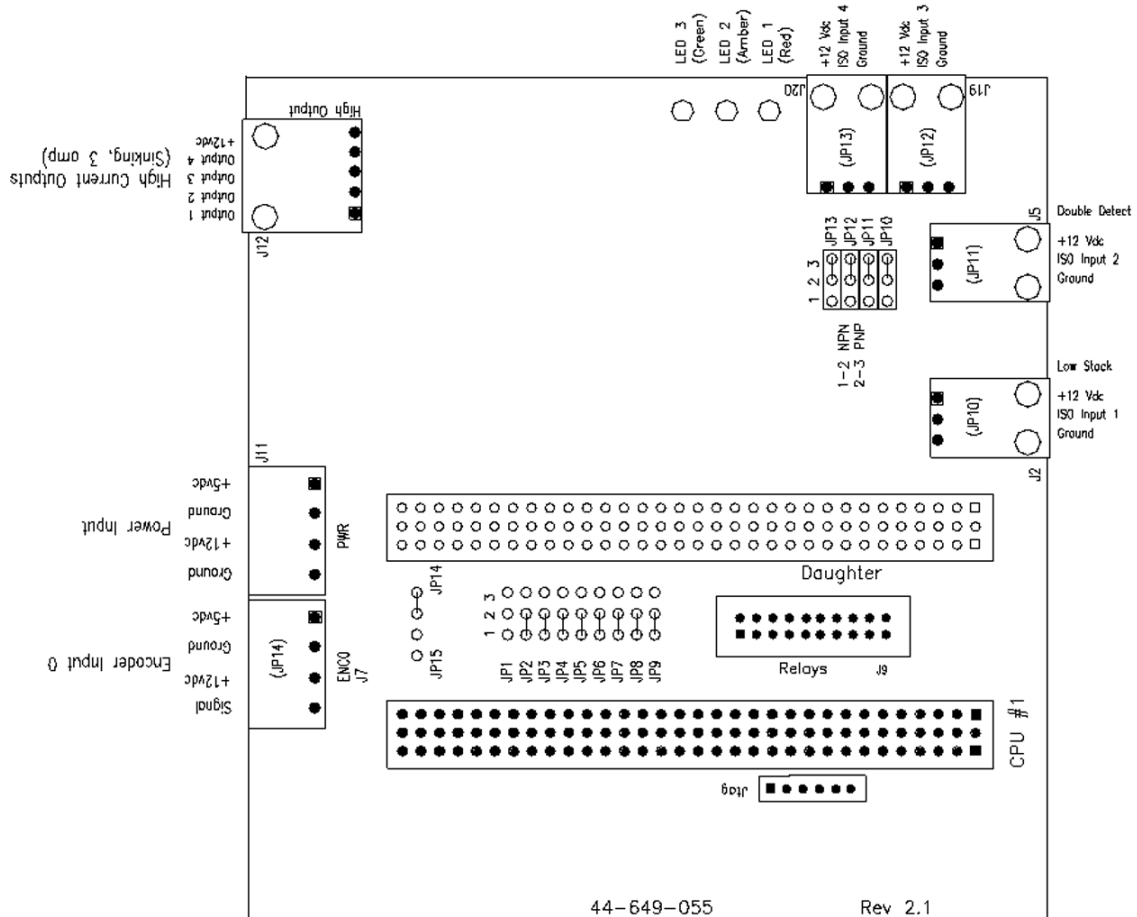 LED 3
(Green)
LED 2
(Amber)
LED 1
(Red)
+12 Vdc
ISO Input 4
Ground
+12 Vdc
ISO Input 3
Ground
J20
J19
(JP13)
(JP12)
High Current Outputs
(Sinking, 3 amp)
High Output
+12vdc
Output 4
Output 3
Output 2
Output 1
J12
JP13
JP12
JP11
JP10
1 2 3
1-2 NPN
2-3 PNP
J5
Double Detect
+12 Vdc
ISO Input 2
Ground
(JP11)
Low Stack
+12 Vdc
ISO Input 1
Ground
(JP10)
J2
J11
Power Input
+5vdc
Ground
+12vdc
Ground
PWR
Daughter
Encoder Input 0
+5vdc
Ground
+12vdc
Signal
(JP14)
ENC0
J7
JP14
JP15
1 2 3
JP1
JP2
JP3
JP4
JP5
JP6
JP7
JP8
JP9
Relays
J9
CPU #1
Jtag
44-649-055
Rev 2.1